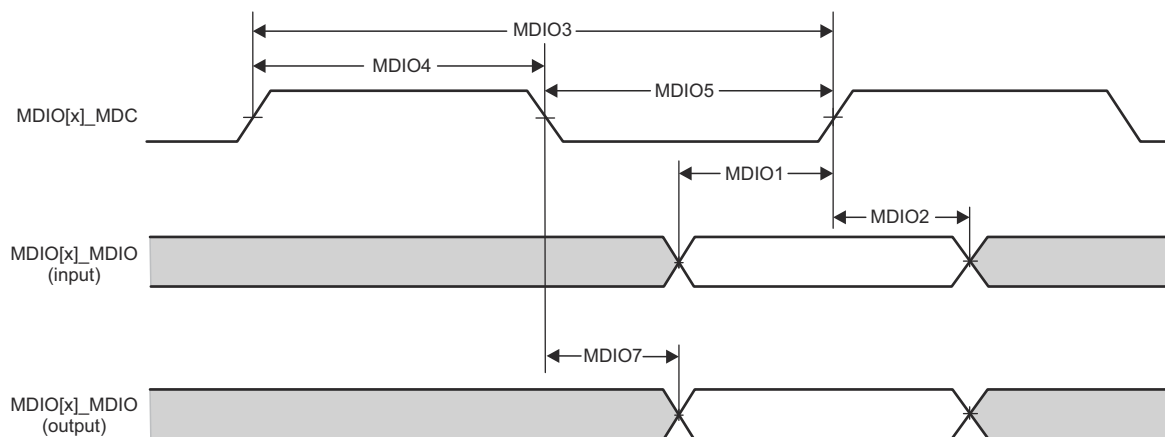 MDIO3
MDIO4
MDIO5
MDIO[x]_MDC
MDIO1
MDIO2
MDIO[x]_MDIO
(input)
MDIO7
MDIO[x]_MDIO
(output)